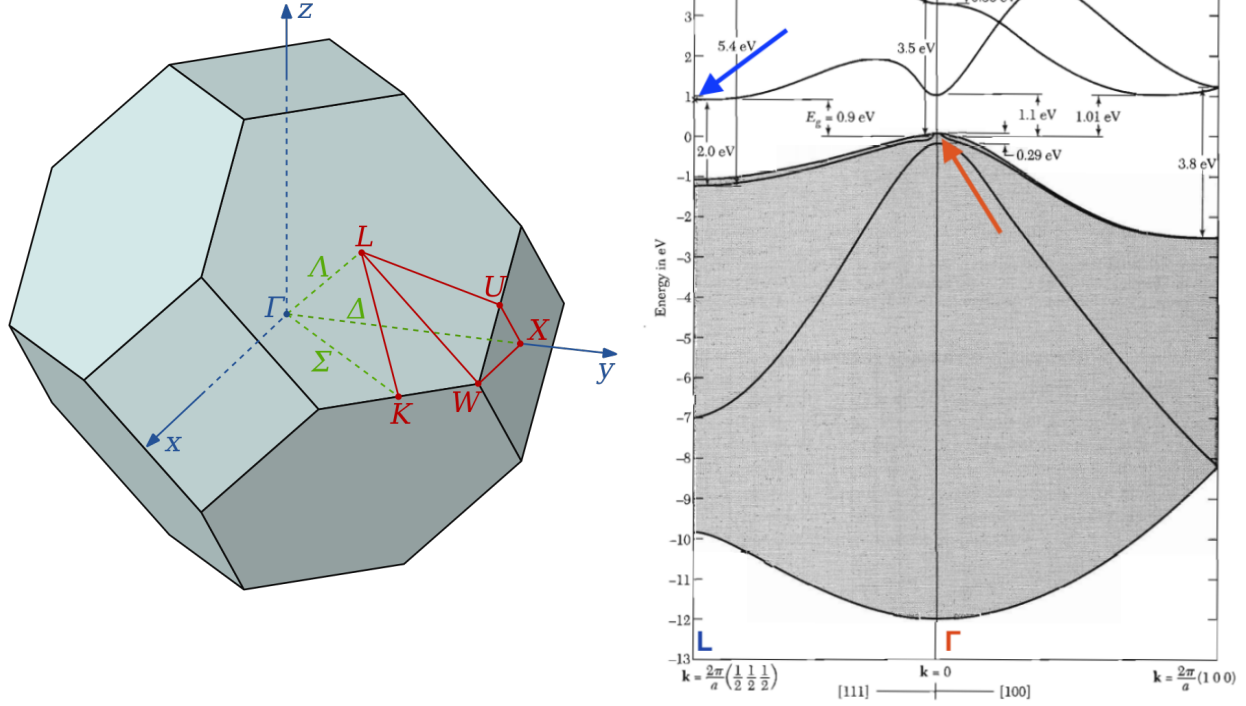 z
L
Λ
U
Γ
Δ
X
Σ
y
K
W
x
3
5.4 eV
3.5 eV
2
1
E_g = 0.9 eV
1.1 eV
1.01 eV
0
2.0 eV
0.29 eV
3.8 eV
−1
−2
−3
Energy in eV
−4
−5
−6
−7
−8
−9
−10
−11
−12
L
Γ
−13
k = 2π/a (1/2 1/2 1/2)
k = 0
k = 2π/a (1 0 0)
[111]
[100]